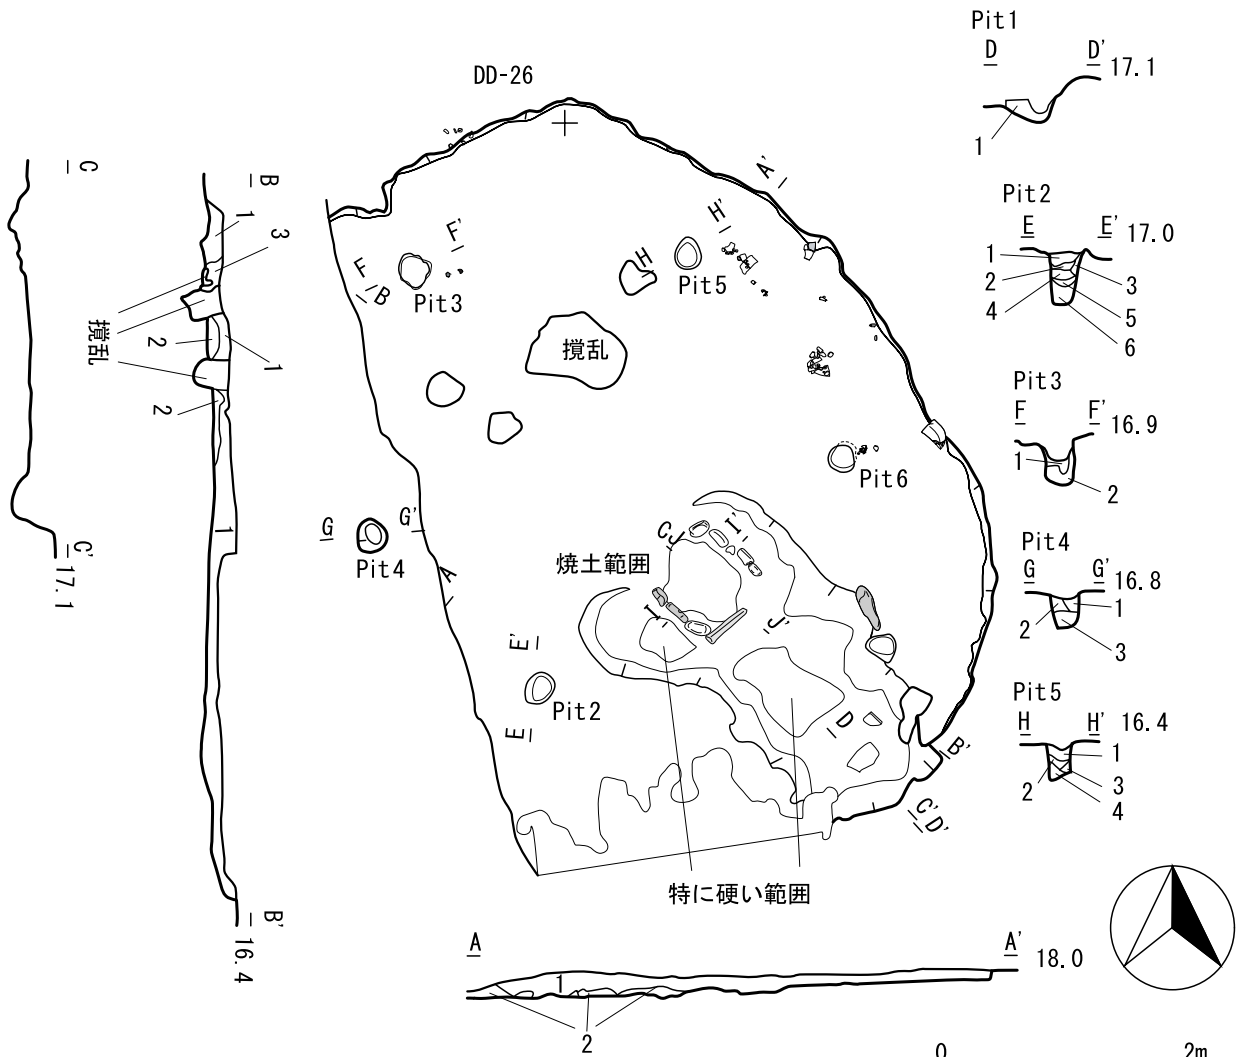 DD-26
C
C'
17.1
B
1
3
撹乱
2
1
2
1
B'
16.4
A'
H'
H
F'
F
B
Pit3
Pit5
撹乱
Pit6
G
G'
Pit4
A
焼土範囲
C
J
I'
I
J'
E'
E
Pit2
D
B'
C'
D'
特に硬い範囲
A
A'
18.0
1
2
Pit1
D
D'
17.1
1
Pit2
E
E'
17.0
1
2
3
4
5
6
Pit3
F
F'
16.9
1
2
Pit4
G
G'
16.8
1
2
3
Pit5
H
H'
16.4
1
2
3
4
0
2m